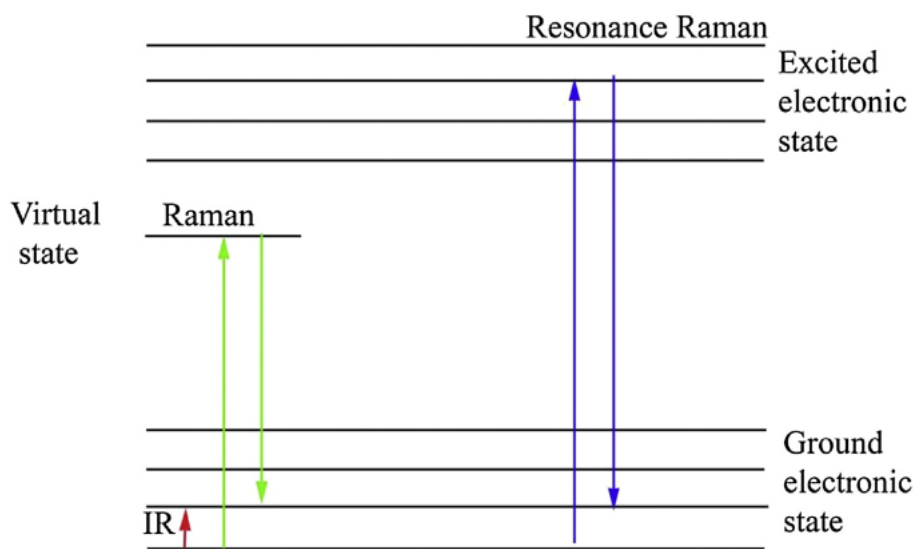 Resonance Raman
Excited
electronic
state
Virtual
state
Raman
Ground
electronic
state
IR